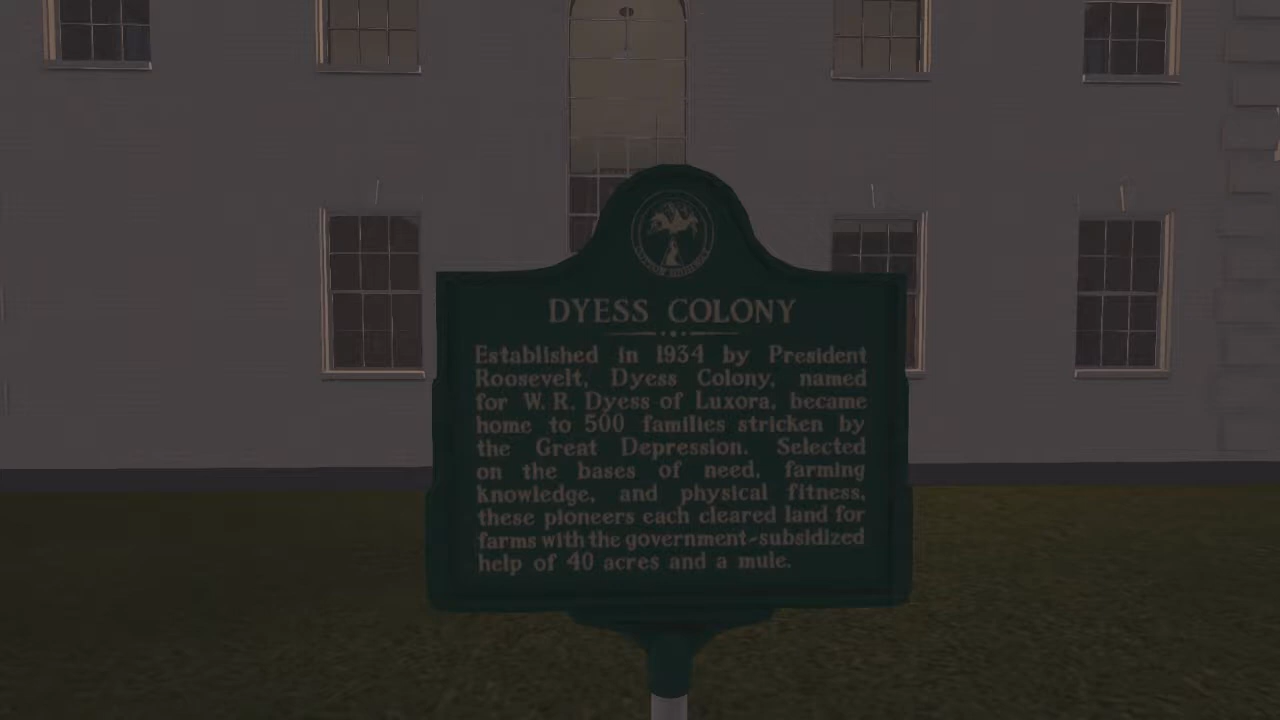 DYESS COLONY
Established in 1934 by President
Roosevelt, Dyess Colony, named
for W. R. Dyess of Luxora, became
home to 500 families stricken by
the Great Depression. Selected
on the bases of need, farming
knowledge, and physical fitness,
these pioneers each cleared land for
farms with the government-subsidized
help of 40 acres and a mule.